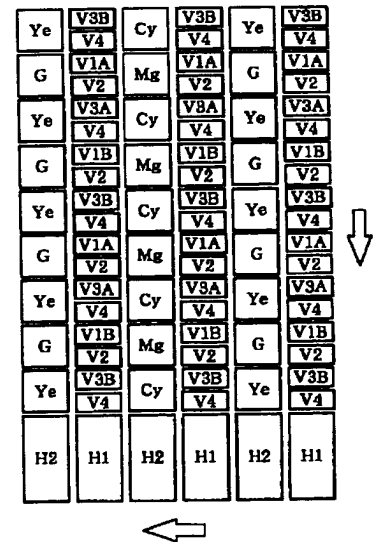 Ye V3B Cy V3B Ye V3B
V4 V4 V4
G V1A Mg V1A G V1A
V2 V2 V2
Ye V3A Cy V3A Ye V3A
V4 V4 V4
G V1B Mg V1B G V1B
V2 V2 V2
Ye V3B Cy V3B Ye V3B
V4 V4 V4
G V1A Mg V1A G V1A
V2 V2 V2
Ye V3A Cy V3A Ye V3A
V4 V4 V4
G V1B Mg V1B G V1B
V2 V2 V2
Ye V3B Cy V3B Ye V3B
V4 V4 V4
H2 H1 H2 H1 H2 H1